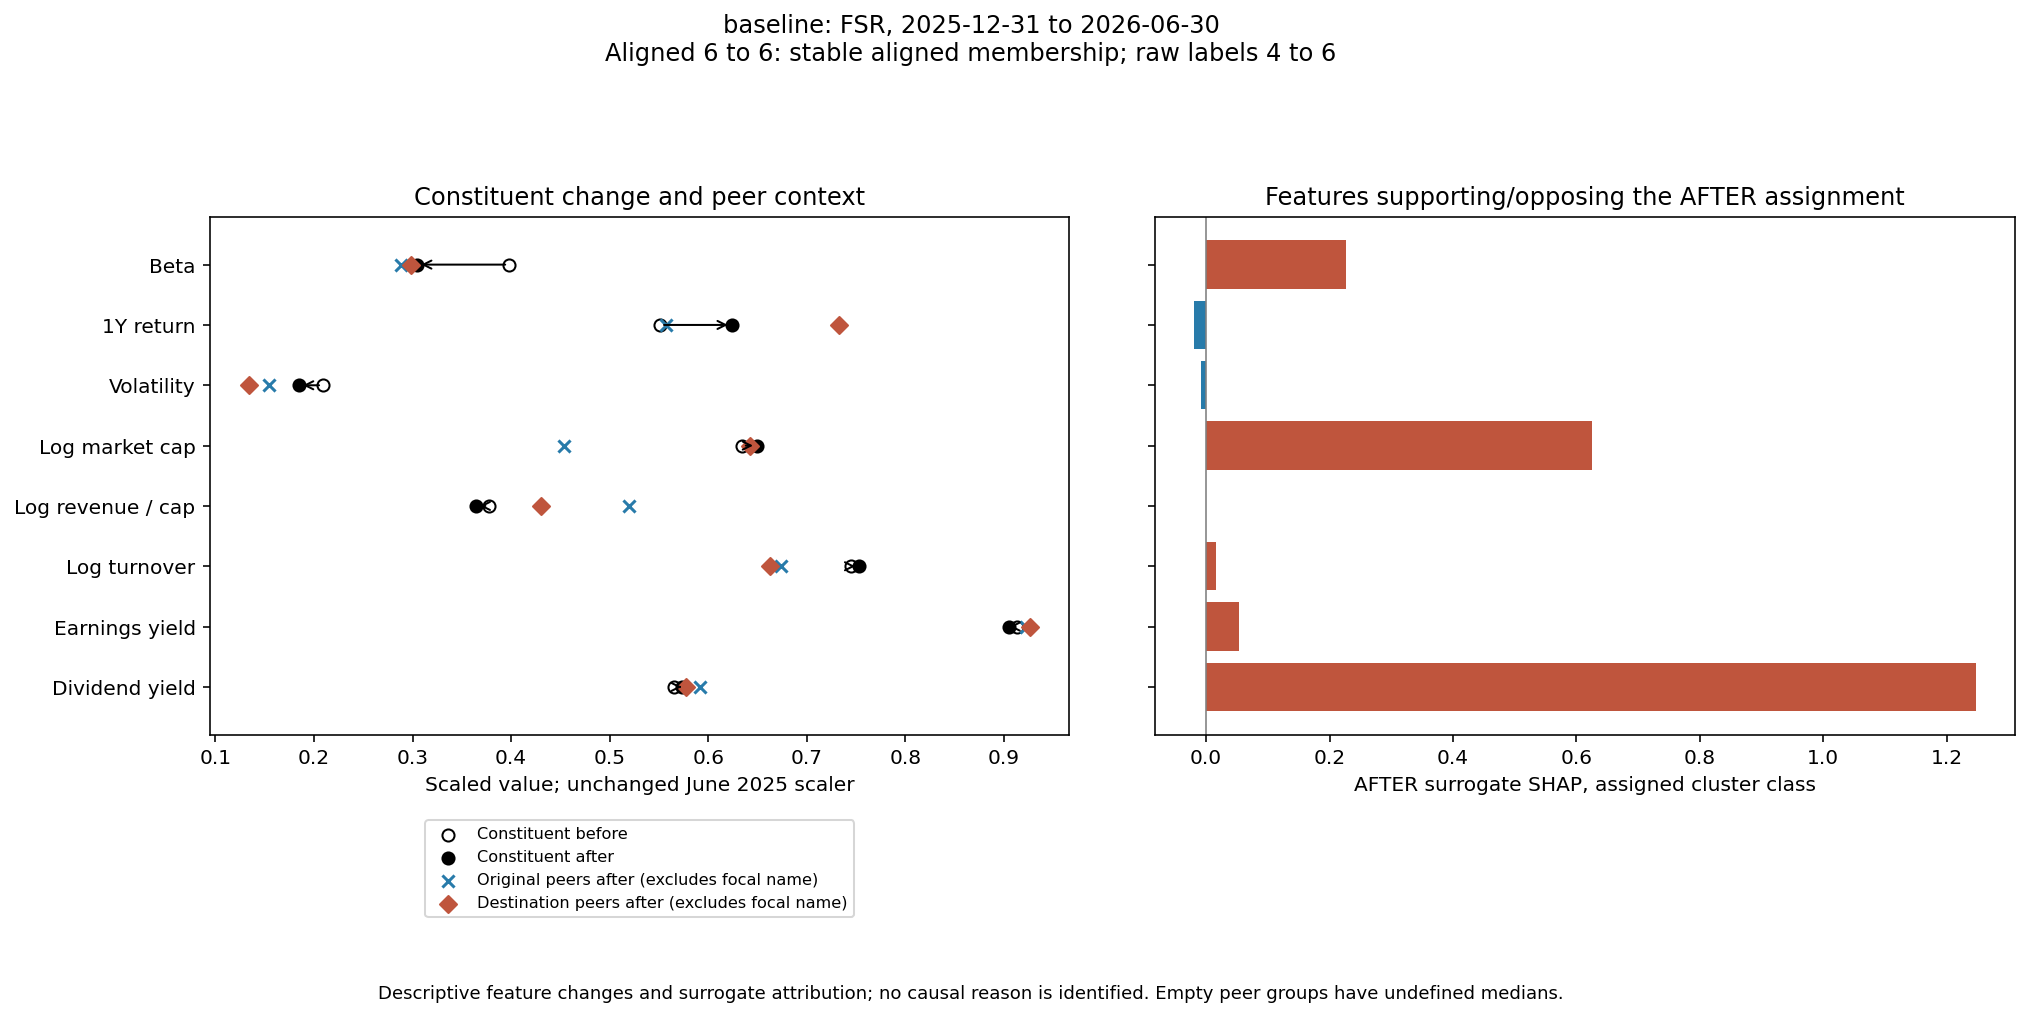 baseline: FSR, 2025-12-31 to 2026-06-30
Aligned 6 to 6: stable aligned membership; raw labels 4 to 6
Constituent change and peer context
Features supporting/opposing the AFTER assignment
Beta
1Y return
Volatility
Log market cap
Log revenue / cap
Log turnover
Earnings yield
Dividend yield
0.1 0.2 0.3 0.4 0.5 0.6 0.7 0.8 0.9
0.0 0.2 0.4 0.6 0.8 1.0 1.2
Scaled value; unchanged June 2025 scaler
AFTER surrogate SHAP, assigned cluster class
Constituent before
Constituent after
Original peers after (excludes focal name)
Destination peers after (excludes focal name)
Descriptive feature changes and surrogate attribution; no causal reason is identified. Empty peer groups have undefined medians.